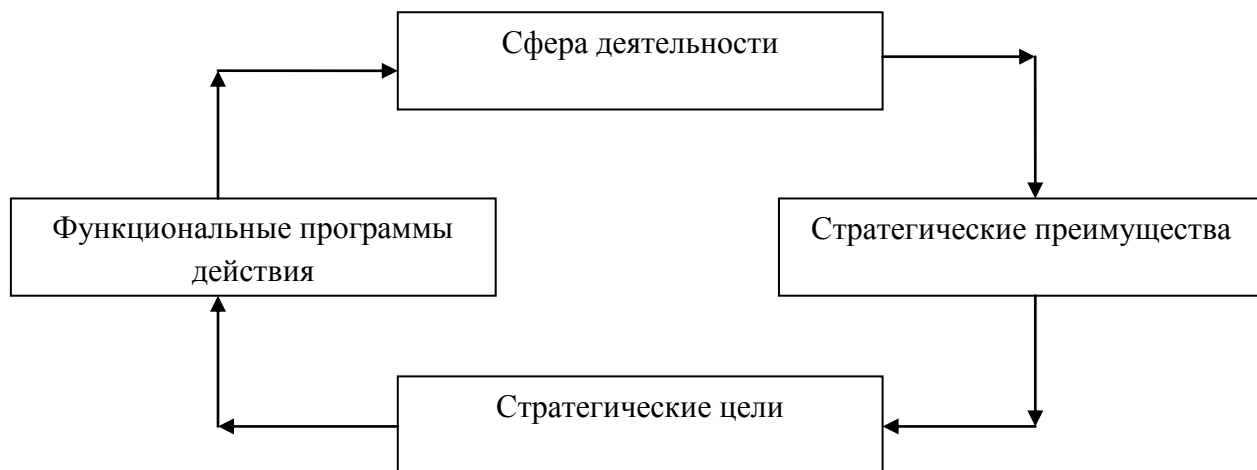 Сфера деятельности
Функциональные программы
действия
Стратегические преимущества
Стратегические цели